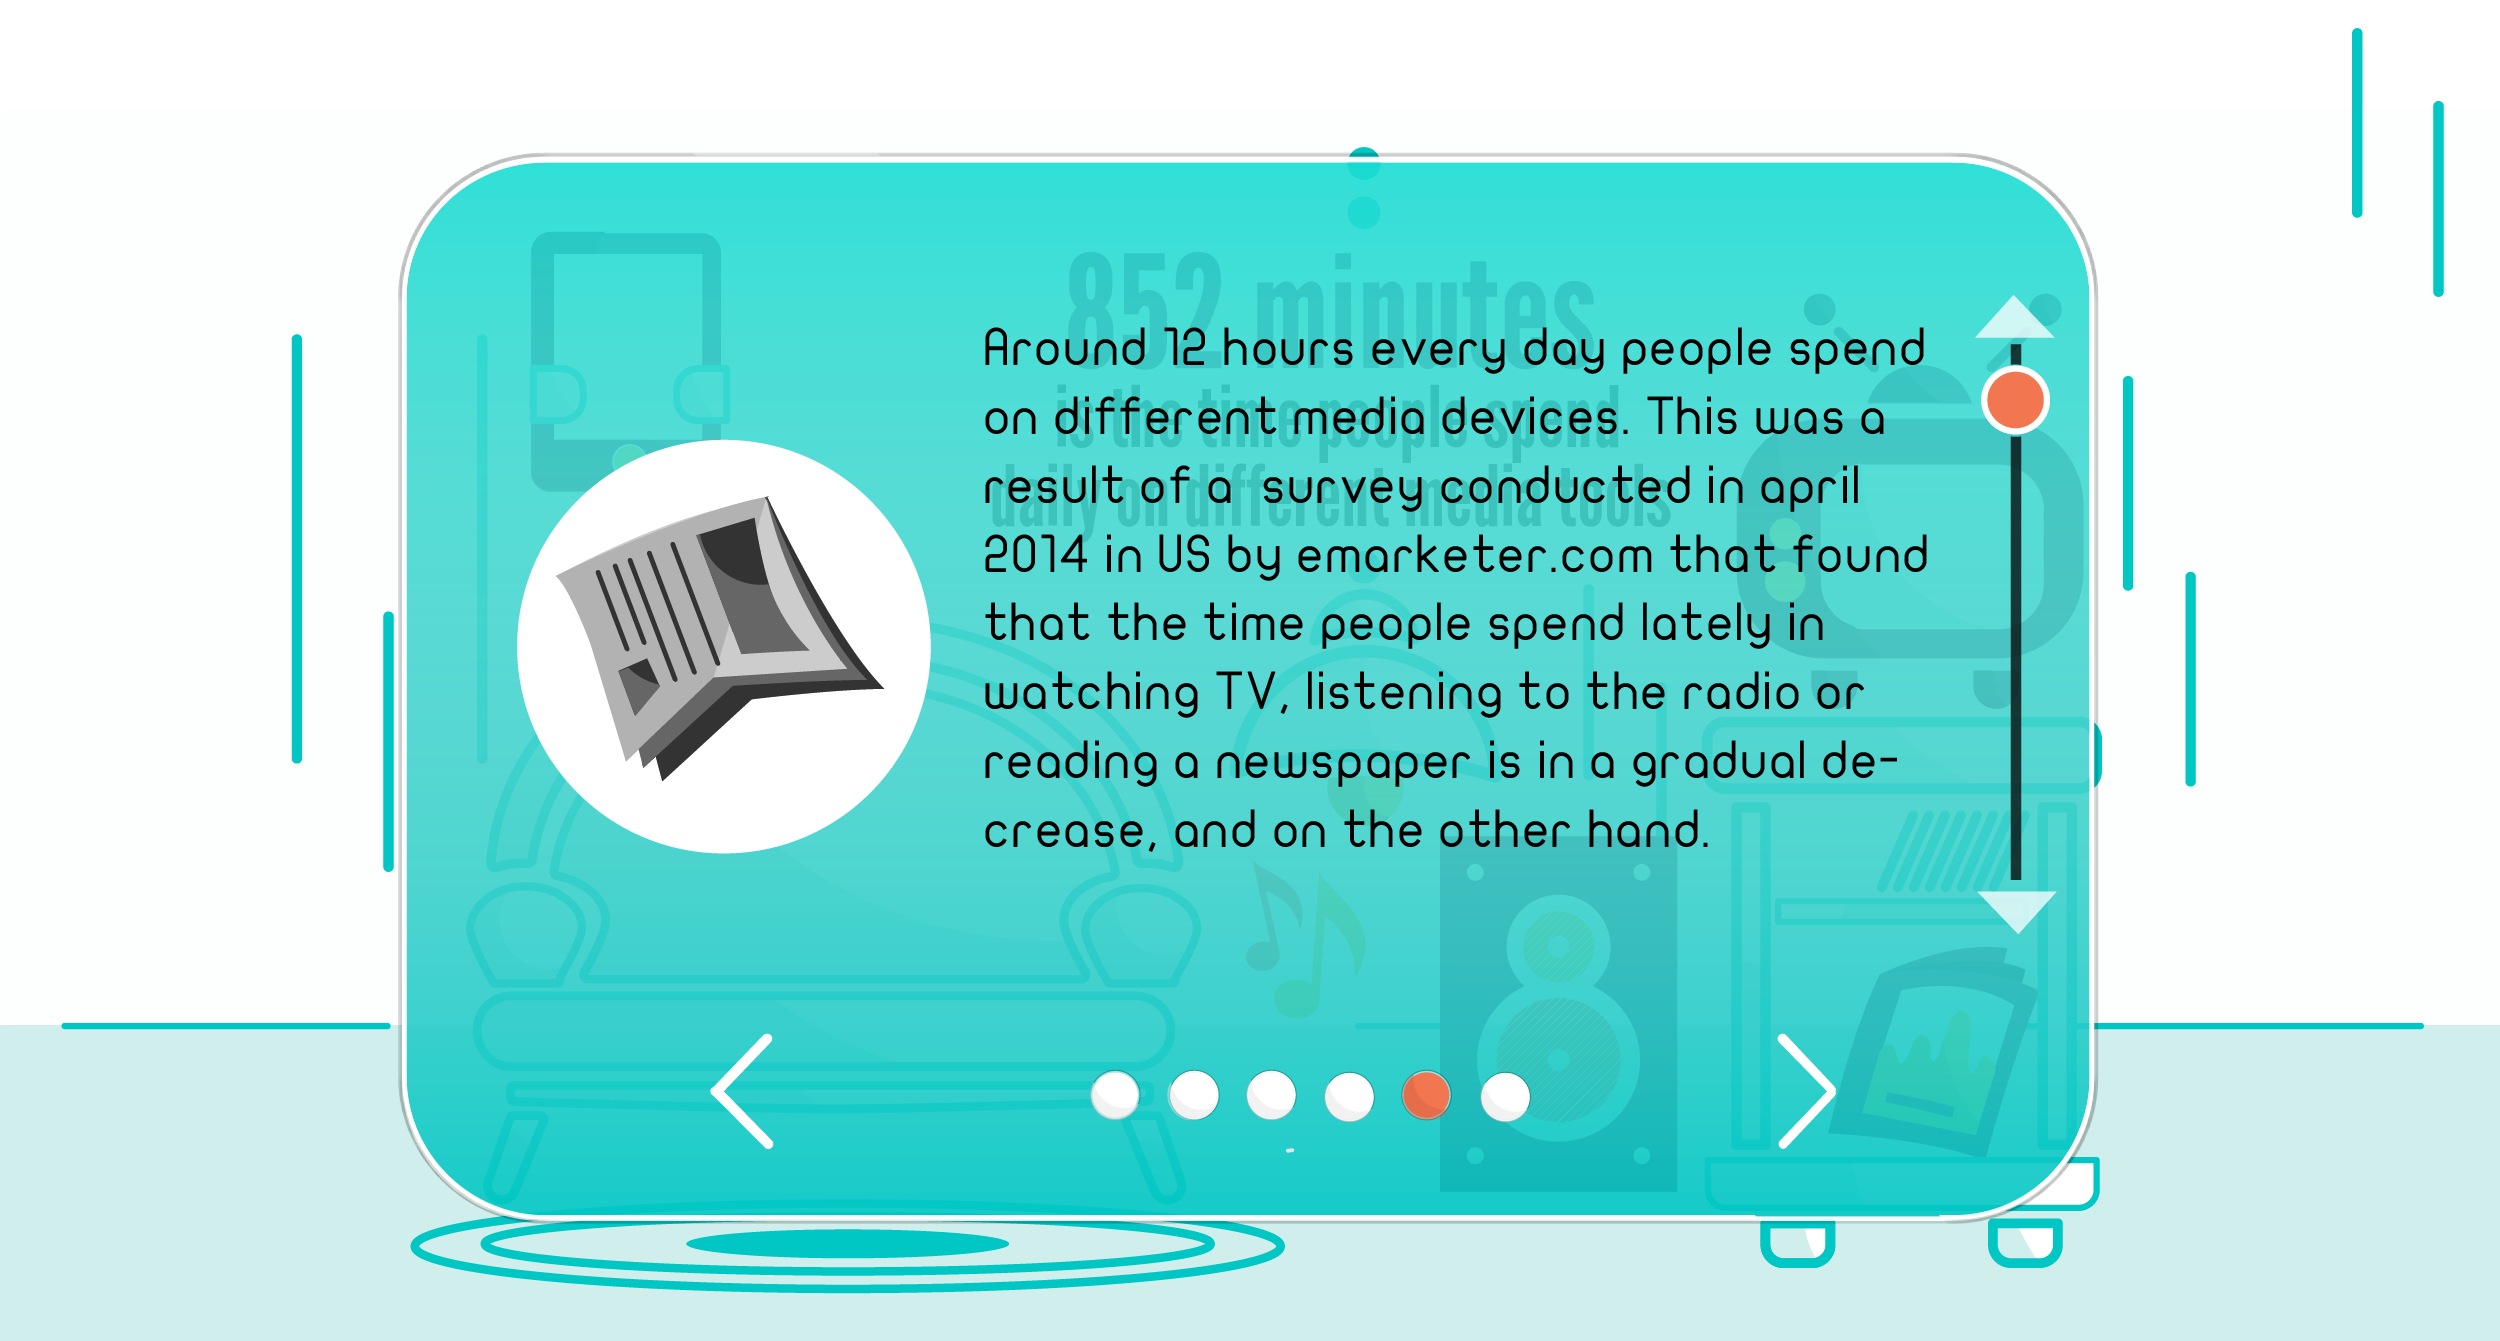 852 minutes
is the time people spend
daily on different media tools
Around 12 hours every day people spend
on different media devices. This was a
result of a survey conducted in april
2014 in US by emarketer.com that found
that the time people spend lately in
watching TV, listening to the radio or
reading a newspaper is in a gradual de-
crease, and on the other hand.